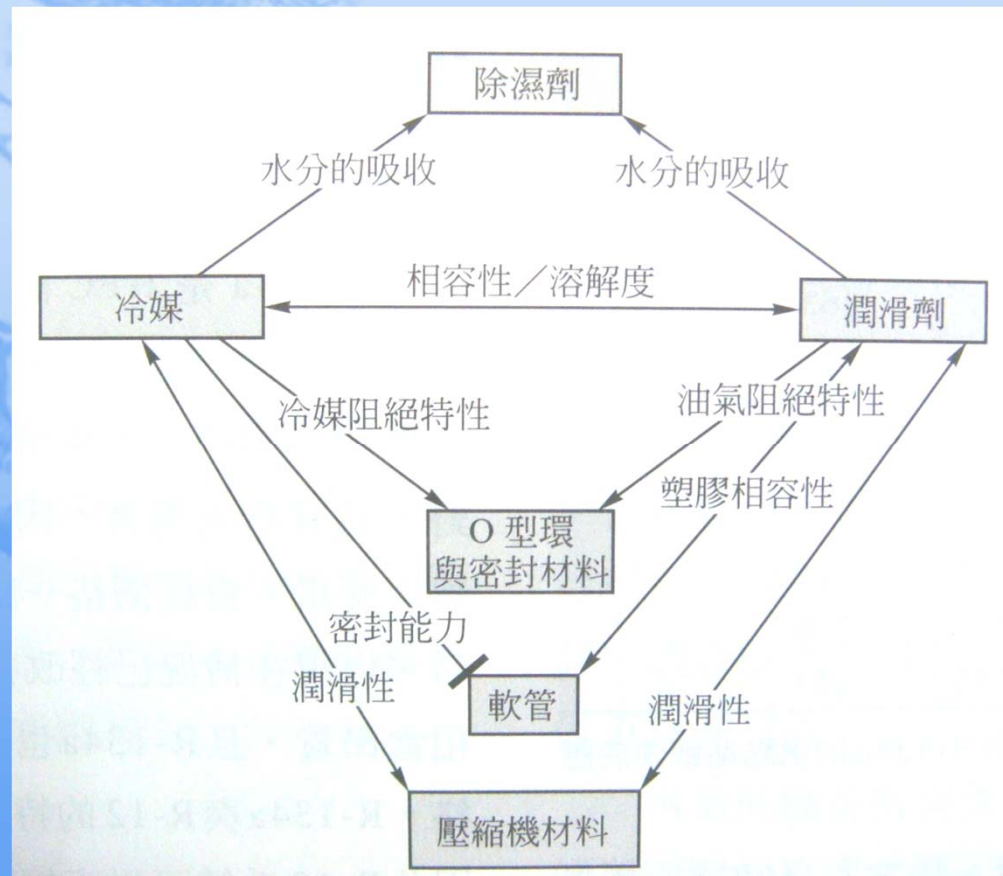 除濕劑
水分的吸收
水分的吸收
相容性／溶解度
冷媒
潤滑劑
冷媒阻絕特性
油氣阻絕特性
塑膠相容性
O 型環
與密封材料
密封能力
潤滑性
軟管
潤滑性
壓縮機材料